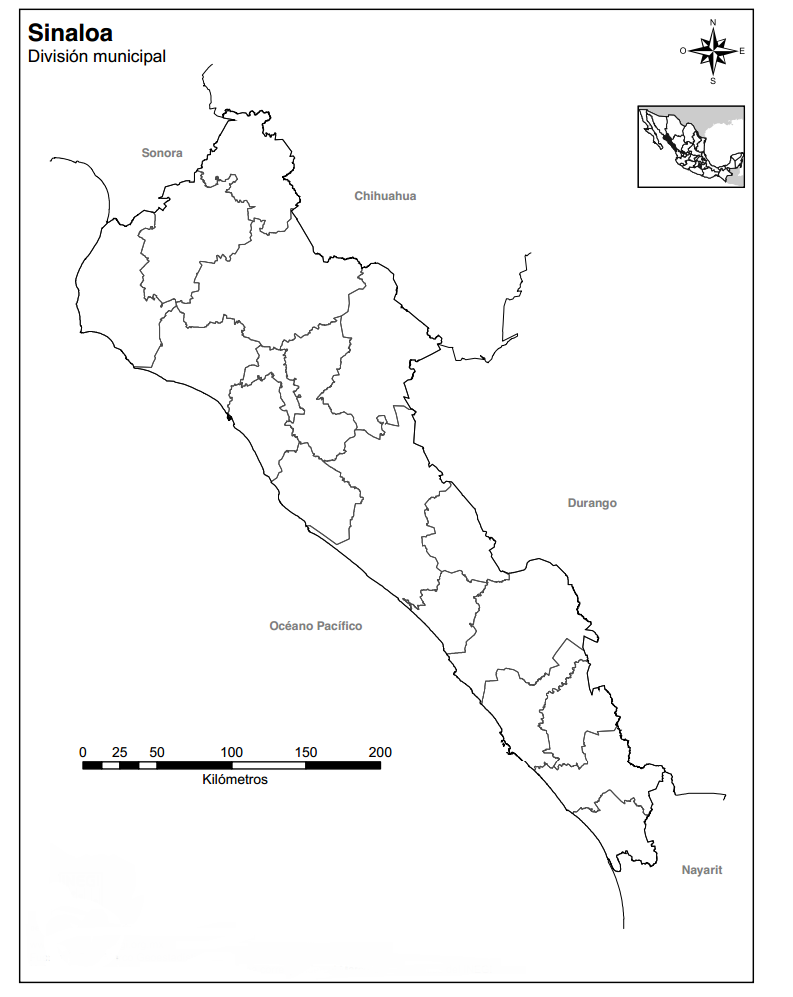 Sinaloa
División municipal
N
O
E
S
Sonora
Chihuahua
Durango
Océano Pacífico
0 25 50 100 150 200
Kilómetros
Nayarit